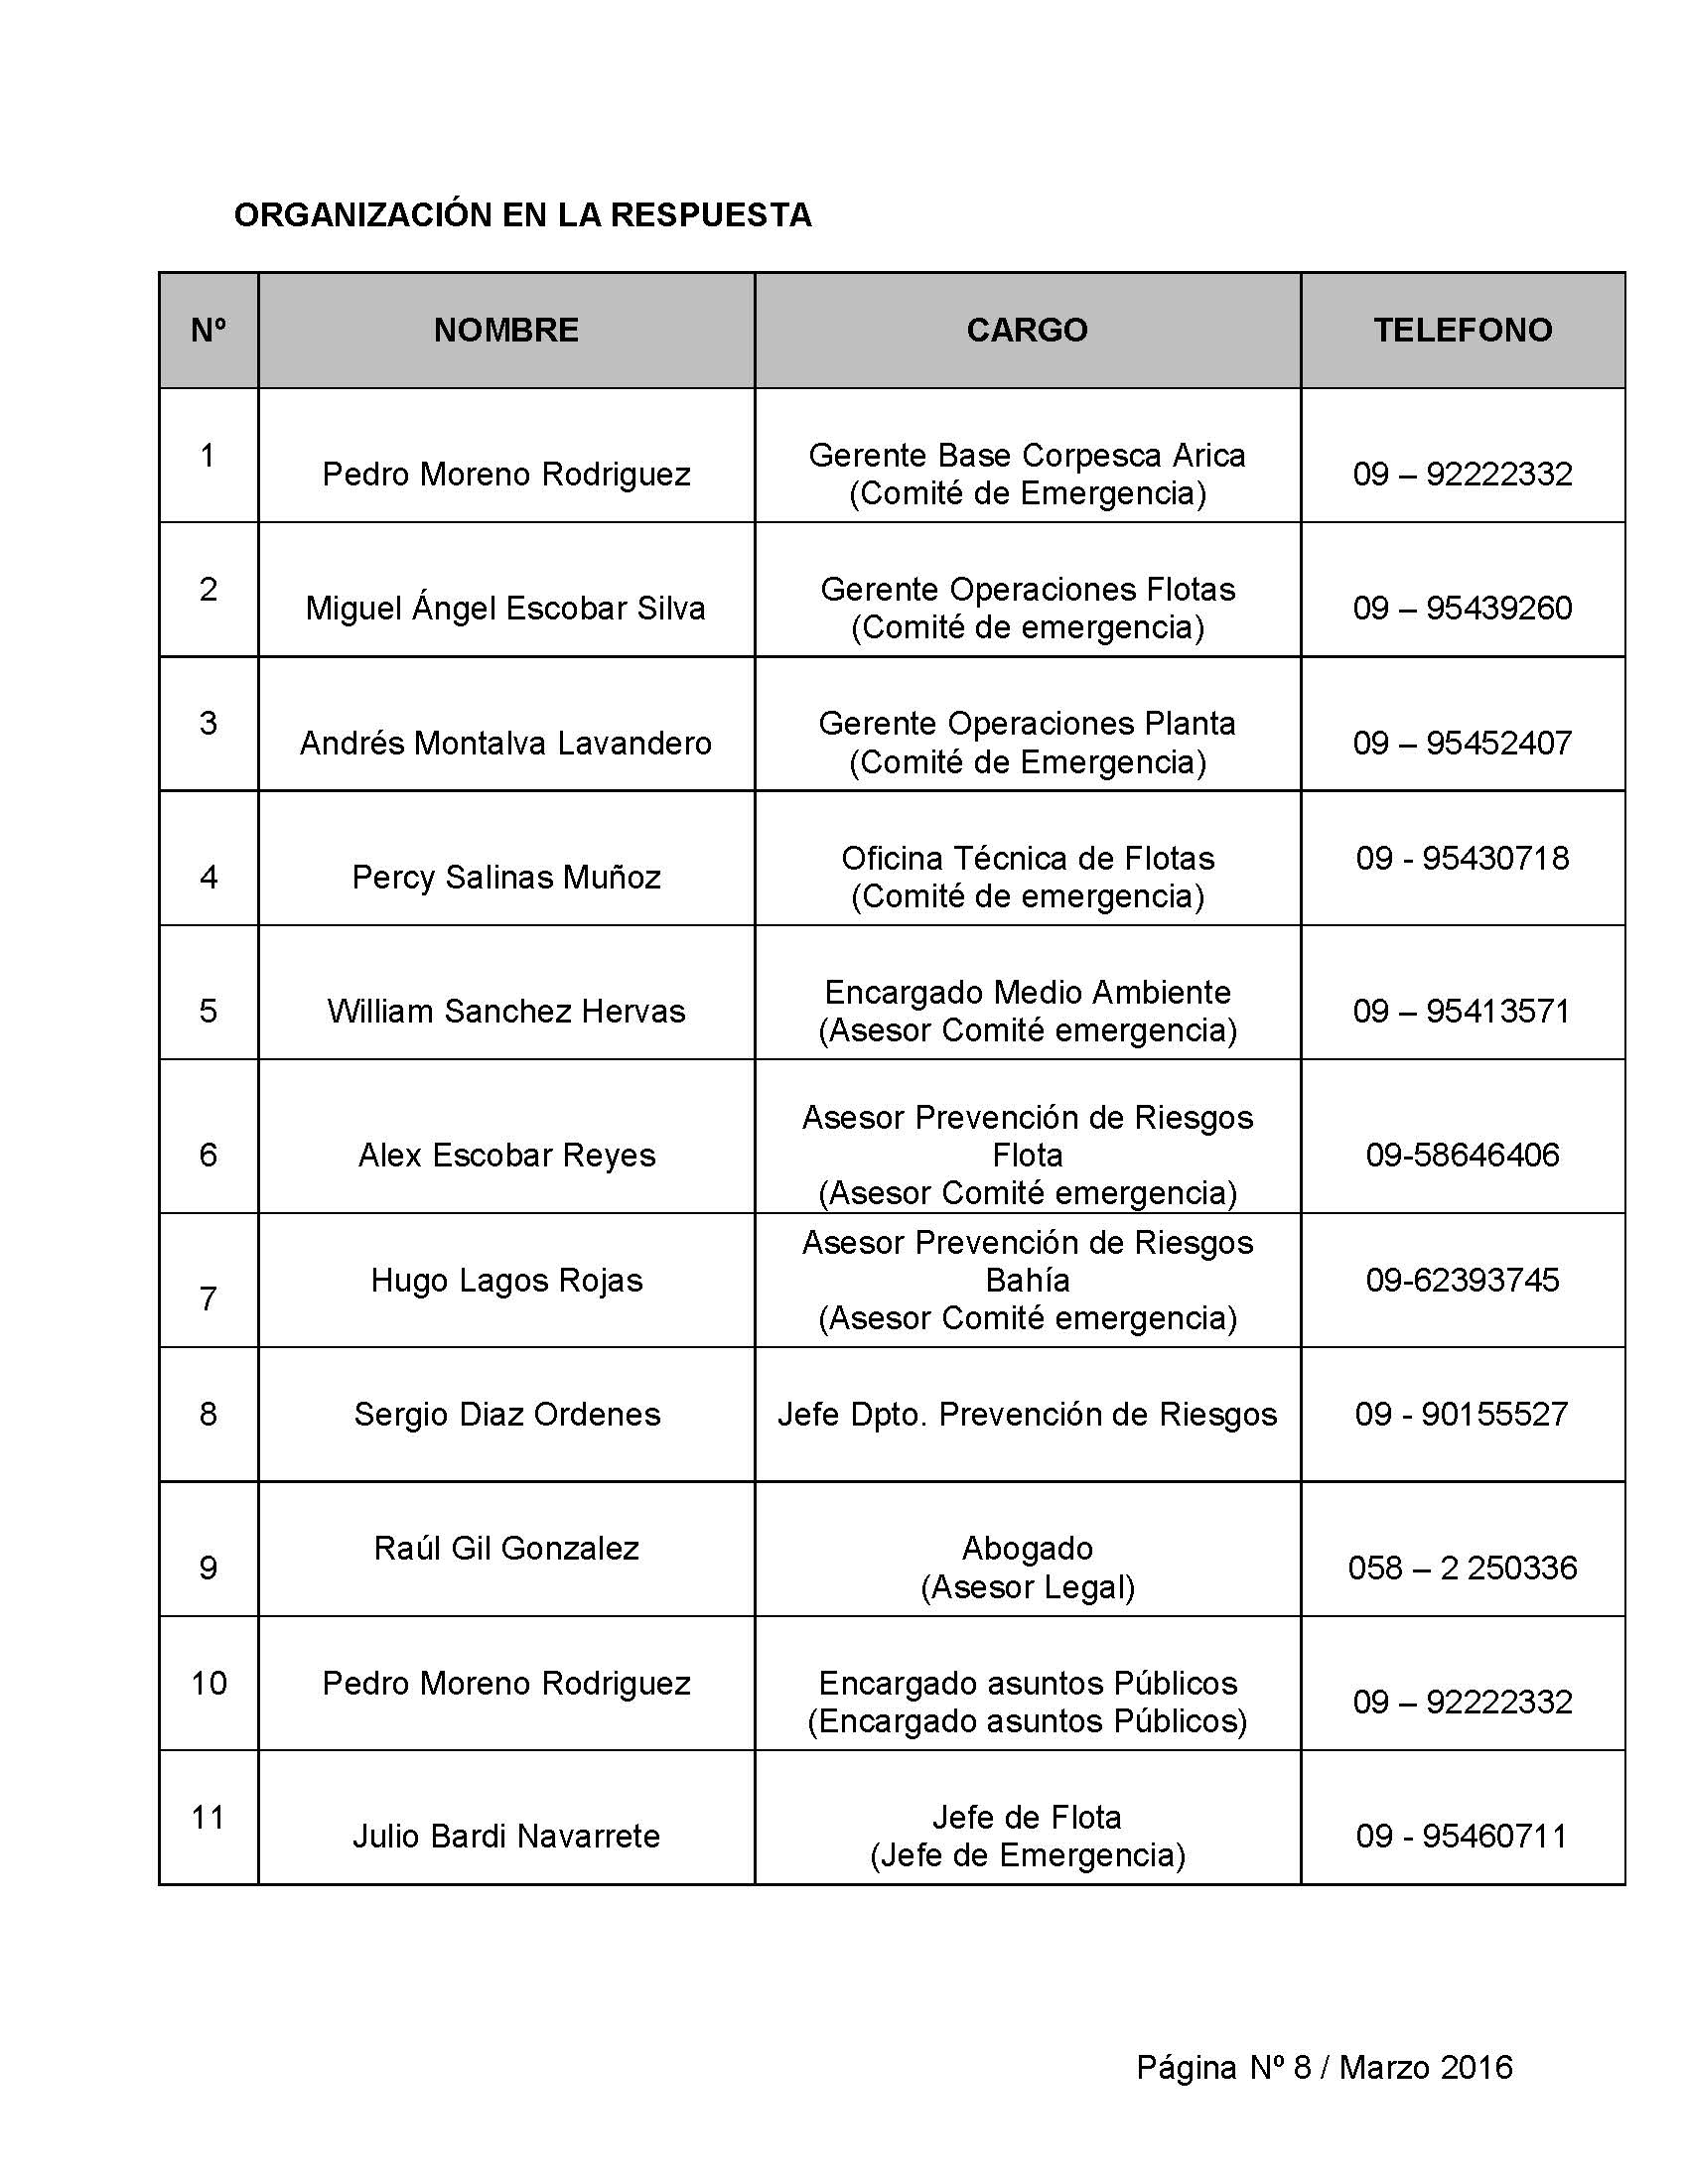 ORGANIZACIÓN EN LA RESPUESTA
Nº NOMBRE CARGO TELEFONO
1 Pedro Moreno Rodriguez Gerente Base Corpesca Arica
(Comité de Emergencia) 09 – 92222332
2 Miguel Ángel Escobar Silva Gerente Operaciones Flotas
(Comité de emergencia) 09 – 95439260
3 Andrés Montalva Lavandero Gerente Operaciones Planta
(Comité de Emergencia) 09 – 95452407
4 Percy Salinas Muñoz Oficina Técnica de Flotas
(Comité de emergencia) 09 - 95430718
5 William Sanchez Hervas Encargado Medio Ambiente
(Asesor Comité emergencia) 09 – 95413571
6 Alex Escobar Reyes Asesor Prevención de Riesgos
Flota
(Asesor Comité emergencia) 09-58646406
7 Hugo Lagos Rojas Asesor Prevención de Riesgos
Bahía
(Asesor Comité emergencia) 09-62393745
8 Sergio Diaz Ordenes Jefe Dpto. Prevención de Riesgos 09 - 90155527
9 Raúl Gil Gonzalez Abogado
(Asesor Legal) 058 – 2 250336
10 Pedro Moreno Rodriguez Encargado asuntos Públicos
(Encargado asuntos Públicos) 09 – 92222332
11 Julio Bardi Navarrete Jefe de Flota
(Jefe de Emergencia) 09 - 95460711
Página Nº 8 / Marzo 2016